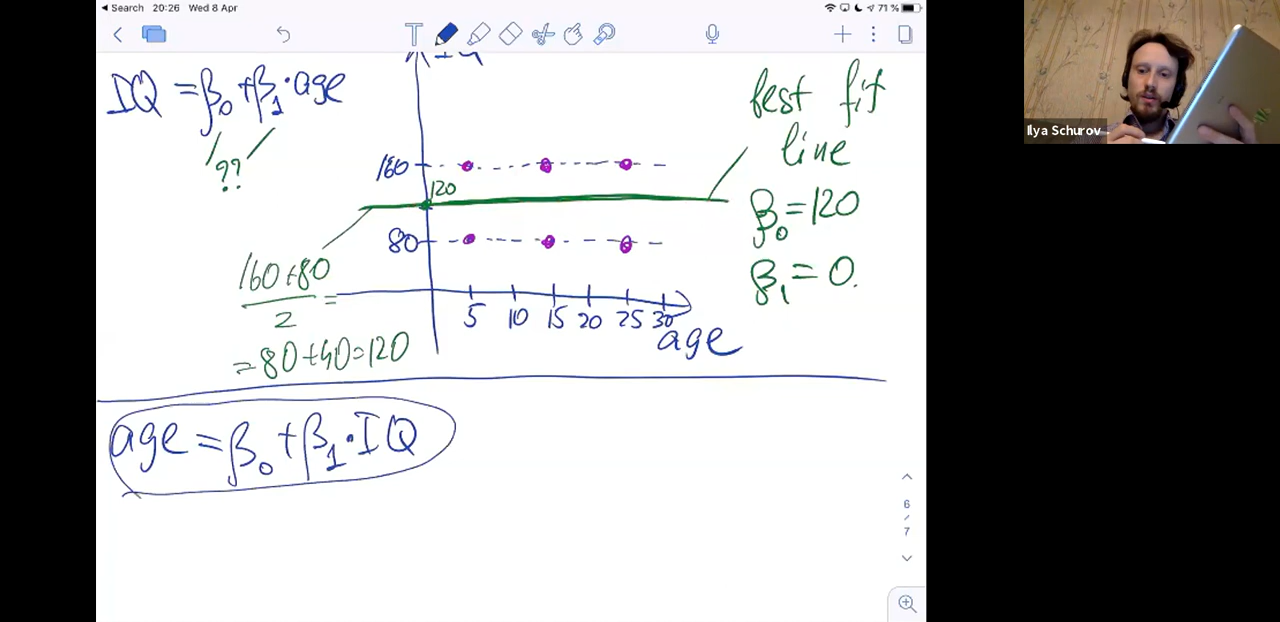 Search 20:26 Wed 8 Apr
71 %
IQ = β₀ + β₁ · age
??
best fit
line
β₀ = 120
β₁ = 0.
160
120
80
160 + 80
2 =
= 80 + 40 = 120
5 10 15 20 25 30
age
age = β₀ + β₁ · IQ
6
/
7
Ilya Schurov